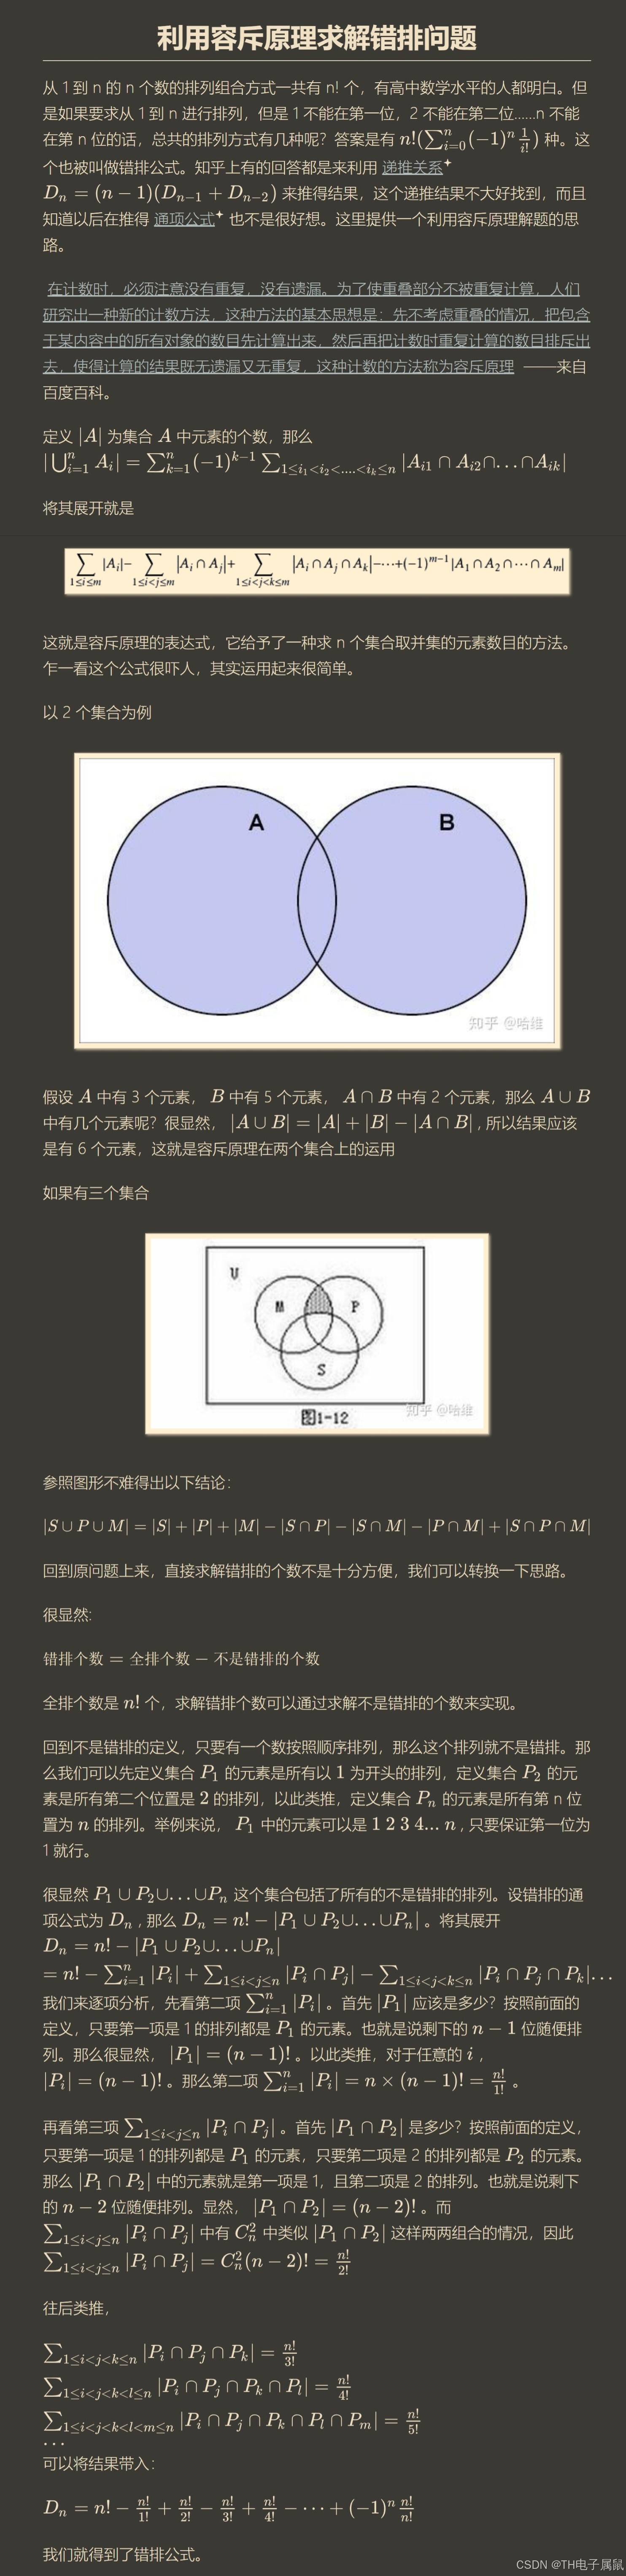 利用容斥原理求解错排问题
从 1 到 n 的 n 个数的排列组合方式一共有 n! 个，有高中数学水平的人都明白。但
是如果要求从 1 到 n 进行排列，但是 1 不能在第一位，2 不能在第二位……n 不能
在第 n 位的话，总共的排列方式有几种呢？答案是有 $n!(\sum_{i=0}^{n}(-1)^n\frac{1}{i!})$ 种。这
个也被叫做错排公式。知乎上有的回答都是来利用 递推关系
$D_n=(n-1)(D_{n-1}+D_{n-2})$ 来推得结果，这个递推结果不大好找到，而且
知道以后在推得 通项公式 也不是很好想。这里提供一个利用容斥原理解题的思
路。
在计数时，必须注意没有重复，没有遗漏。为了使重叠部分不被重复计算，人们
研究出一种新的计数方法，这种方法的基本思想是：先不考虑重叠的情况，把包含
于某内容中的所有对象的数目先计算出来，然后再把计数时重复计算的数目排斥出
去，使得计算的结果既无遗漏又无重复，这种计数的方法称为容斥原理 ——来自
百度百科。
定义 $|A|$ 为集合 $A$ 中元素的个数，那么
$|\bigcup_{i=1}^{n}A_i|=\sum_{k=1}^{n}(-1)^{k-1}\sum_{1\le i_1<i_2<....<i_k\le n}|A_{i1}\cap A_{i2}\cap...\cap A_{ik}|$
将其展开就是
$\sum_{1\le i\le m}|A_i|-\sum_{1\le i<j\le m}|A_i\cap A_j|+\sum_{1\le i<j<k\le m}|A_i\cap A_j\cap A_k|-\cdots+(-1)^{m-1}|A_1\cap A_2\cap\cdots\cap A_m|$
这就是容斥原理的表达式，它给予了一种求 n 个集合取并集的元素数目的方法。
乍一看这个公式很吓人，其实运用起来很简单。
以 2 个集合为例
A B
知乎 @哈维
假设 $A$ 中有 3 个元素， $B$ 中有 5 个元素， $A\cap B$ 中有 2 个元素，那么 $A\cup B$
中有几个元素呢？很显然， $|A\cup B|=|A|+|B|-|A\cap B|$ , 所以结果应该
是有 6 个元素，这就是容斥原理在两个集合上的运用
如果有三个集合
U
M P
S
图1-12
知乎 @哈维
参照图形不难得出以下结论：
$|S\cup P\cup M|=|S|+|P|+|M|-|S\cap P|-|S\cap M|-|P\cap M|+|S\cap P\cap M|$
回到原问题上来，直接求解错排的个数不是十分方便，我们可以转换一下思路。
很显然:
错排个数 = 全排个数 − 不是错排的个数
全排个数是 $n!$ 个，求解错排个数可以通过求解不是错排的个数来实现。
回到不是错排的定义，只要有一个数按照顺序排列，那么这个排列就不是错排。那
么我们可以先定义集合 $P_1$ 的元素是所有以 1 为开头的排列，定义集合 $P_2$ 的元
素是所有第二个位置是 2 的排列，以此类推，定义集合 $P_n$ 的元素是所有第 n 位
置为 $n$ 的排列。举例来说， $P_1$ 中的元素可以是 1 2 3 4... $n$ , 只要保证第一位为
1 就行。
很显然 $P_1\cup P_2\cup...\cup P_n$ 这个集合包括了所有的不是错排的排列。设错排的通
项公式为 $D_n$ , 那么 $D_n=n!-|P_1\cup P_2\cup...\cup P_n|$ 。将其展开
$D_n=n!-|P_1\cup P_2\cup...\cup P_n|$
$=n!-\sum_{i=1}^{n}|P_i|+\sum_{1\le i<j\le n}|P_i\cap P_j|-\sum_{1\le i<j<k\le n}|P_i\cap P_j\cap P_k|...$
我们来逐项分析，先看第二项 $\sum_{i=1}^{n}|P_i|$ 。首先 $|P_1|$ 应该是多少？按照前面的
定义，只要第一项是 1 的排列都是 $P_1$ 的元素。也就是说剩下的 $n-1$ 位随便排
列。那么很显然， $|P_1|=(n-1)!$ 。以此类推，对于任意的 $i$ ，
$|P_i|=(n-1)!$ 。那么第二项 $\sum_{i=1}^{n}|P_i|=n\times(n-1)!=\frac{n!}{1!}$ 。
再看第三项 $\sum_{1\le i<j\le n}|P_i\cap P_j|$ 。首先 $|P_1\cap P_2|$ 是多少？按照前面的定义，
只要第一项是 1 的排列都是 $P_1$ 的元素，只要第二项是 2 的排列都是 $P_2$ 的元素。
那么 $|P_1\cap P_2|$ 中的元素就是第一项是 1，且第二项是 2 的排列。也就是说剩下
的 $n-2$ 位随便排列。显然， $|P_1\cap P_2|=(n-2)!$ 。而
$\sum_{1\le i<j\le n}|P_i\cap P_j|$ 中有 $C_n^2$ 中类似 $|P_1\cap P_2|$ 这样两两组合的情况，因此
$\sum_{1\le i<j\le n}|P_i\cap P_j|=C_n^2(n-2)!=\frac{n!}{2!}$
往后类推，
$\sum_{1\le i<j<k\le n}|P_i\cap P_j\cap P_k|=\frac{n!}{3!}$
$\sum_{1\le i<j<k<l\le n}|P_i\cap P_j\cap P_k\cap P_l|=\frac{n!}{4!}$
$\sum_{1\le i<j<k<l<m\le n}|P_i\cap P_j\cap P_k\cap P_l\cap P_m|=\frac{n!}{5!}$
...
可以将结果带入：
$D_n=n!-\frac{n!}{1!}+\frac{n!}{2!}-\frac{n!}{3!}+\frac{n!}{4!}-\cdots+(-1)^n\frac{n!}{n!}$
我们就得到了错排公式。
CSDN @TH电子属鼠